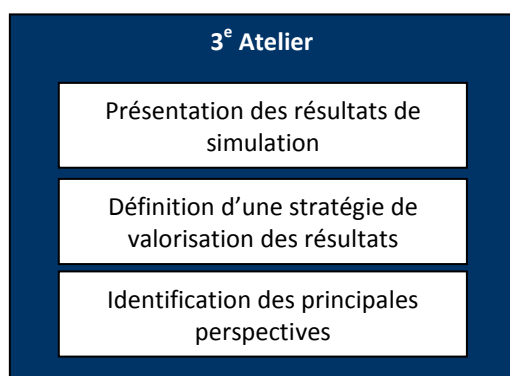 3e Atelier
Présentation des résultats de
simulation
Définition d’une stratégie de
valorisation des résultats
Identification des principales
perspectives